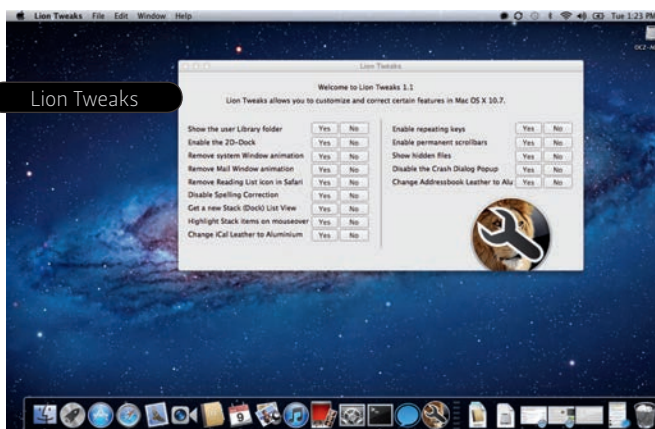 Lion Tweaks File Edit Window Help
Tue 1:23 PM
Lion Tweaks
Lion Tweaks
Welcome to Lion Tweaks 1.1
Lion Tweaks allows you to customize and correct certain features in Mac OS X 10.7.
Show the user Library folder Yes No
Enable the 2D-Dock Yes No
Remove system Window animation Yes No
Remove Mail Window animation Yes No
Remove Reading List icon in Safari Yes No
Disable Spelling Correction Yes No
Get a new Stack (Dock) List View Yes No
Highlight Stack items on mouseover Yes No
Change iCal Leather to Aluminium Yes No
Enable repeating keys Yes No
Enable permanent scrollbars Yes No
Show hidden files Yes No
Disable the Crash Dialog Popup Yes No
Change Addressbook Leather to Alu Yes No
9